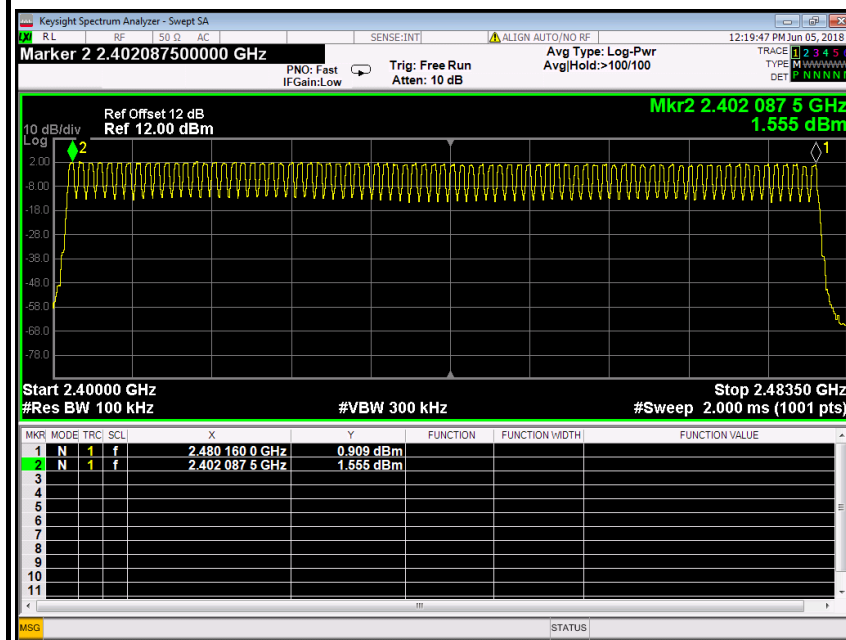 Keysight Spectrum Analyzer - Swept SA
LXI RL RF 50 Ω AC SENSE:INT ALIGN AUTO/NO RF 12:19:47 PM Jun 05, 2018
Marker 2 2.402087500000 GHz
PNO: Fast
IFGain:Low
Trig: Free Run
Atten: 10 dB
Avg Type: Log-Pwr
Avg|Hold:>100/100
TRACE 1 2 3 4 5
TYPE M
DET P N N N N
Mkr2 2.402 087 5 GHz
1.555 dBm
Ref Offset 12 dB
10 dB/div Ref 12.00 dBm
Log
2
1
2.00
-8.00
-18.0
-28.0
-38.0
-48.0
-58.0
-68.0
-78.0
Start 2.40000 GHz Stop 2.48350 GHz
#Res BW 100 kHz #VBW 300 kHz #Sweep 2.000 ms (1001 pts)
MKR MODE TRC SCL X Y FUNCTION FUNCTION WIDTH FUNCTION VALUE
1 N 1 f 2.480 160 0 GHz 0.909 dBm
2 N 1 f 2.402 087 5 GHz 1.555 dBm
3
4
5
6
7
8
9
10
11
MSG STATUS